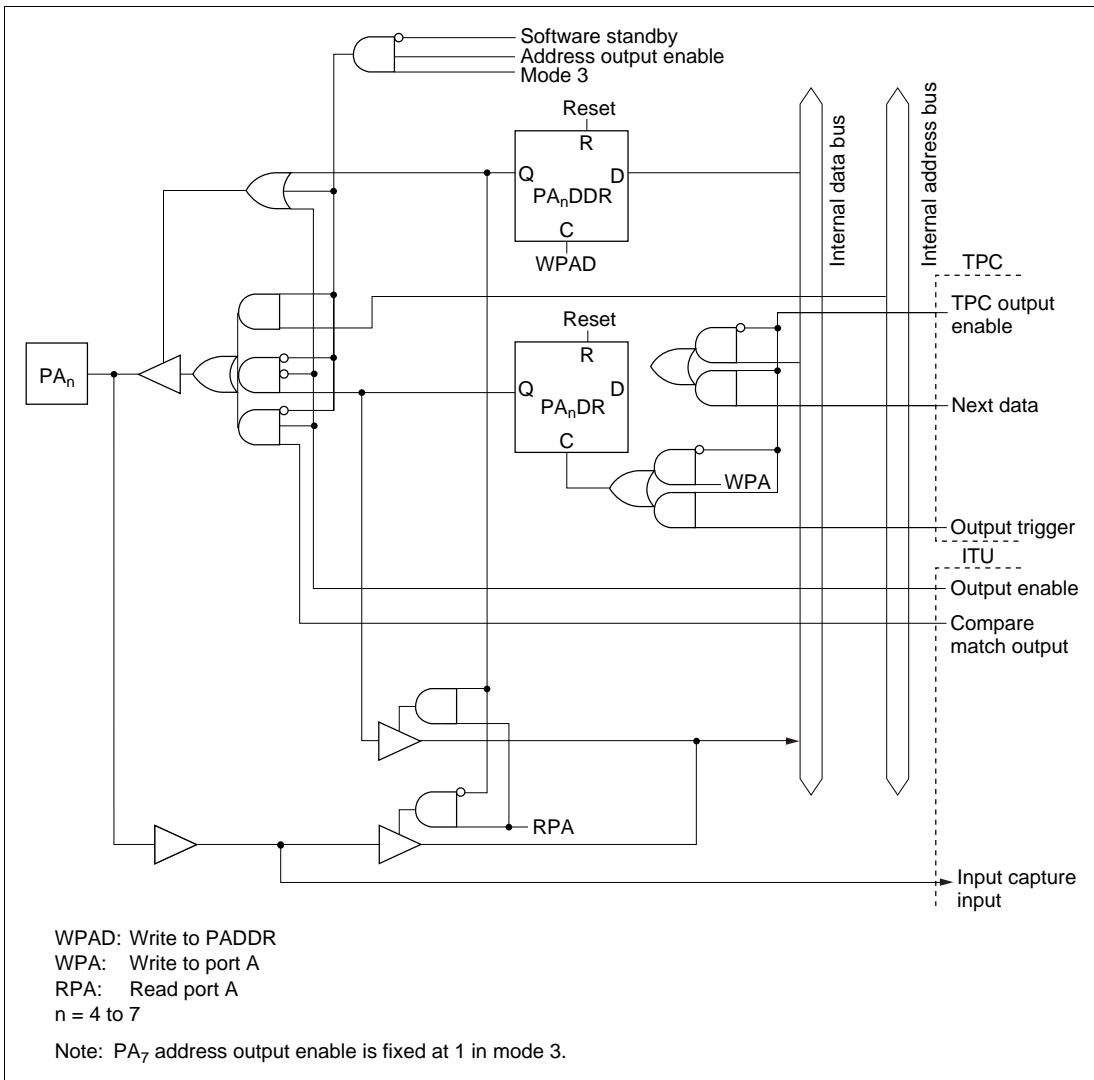 Software standby
Address output enable
Mode 3
Reset
R
Q
D
PAnDDR
C
WPAD
Internal data bus
Internal address bus
TPC
TPC output
enable
Reset
R
Q
D
PAnDR
C
PAn
Next data
WPA
Output trigger
ITU
Output enable
Compare
match output
RPA
Input capture
input
WPAD: Write to PADDR
WPA: Write to port A
RPA: Read port A
n = 4 to 7
Note: PA7 address output enable is fixed at 1 in mode 3.